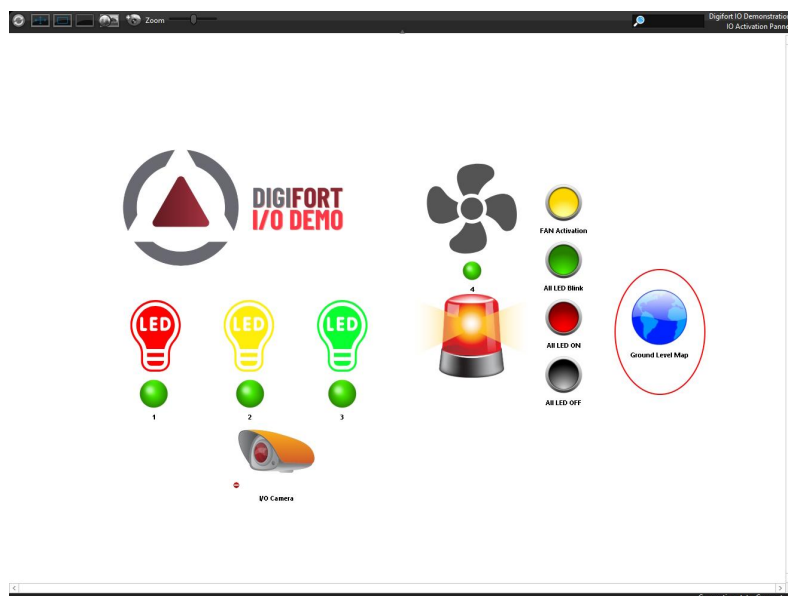 Zoom
Digifort IO Demonstration
IO Activation Panne
DIGIFORT
I/O DEMO
FAN Activation
All LED Blink
4
LED
LED
LED
All LED ON
Ground Level Map
All LED OFF
1
2
3
I/O Camera